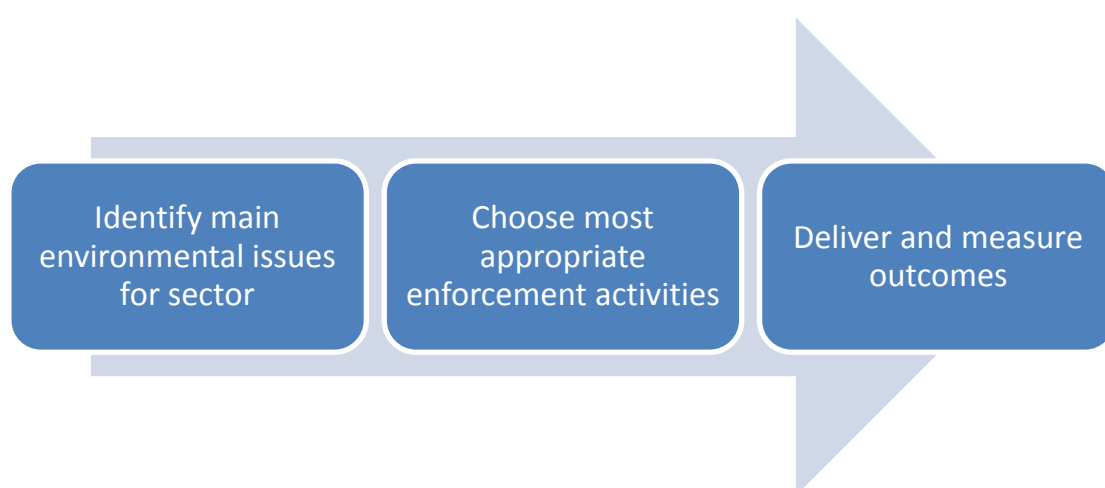 Identify main
environmental issues
for sector
Choose most
appropriate
enforcement activities
Deliver and measure
outcomes